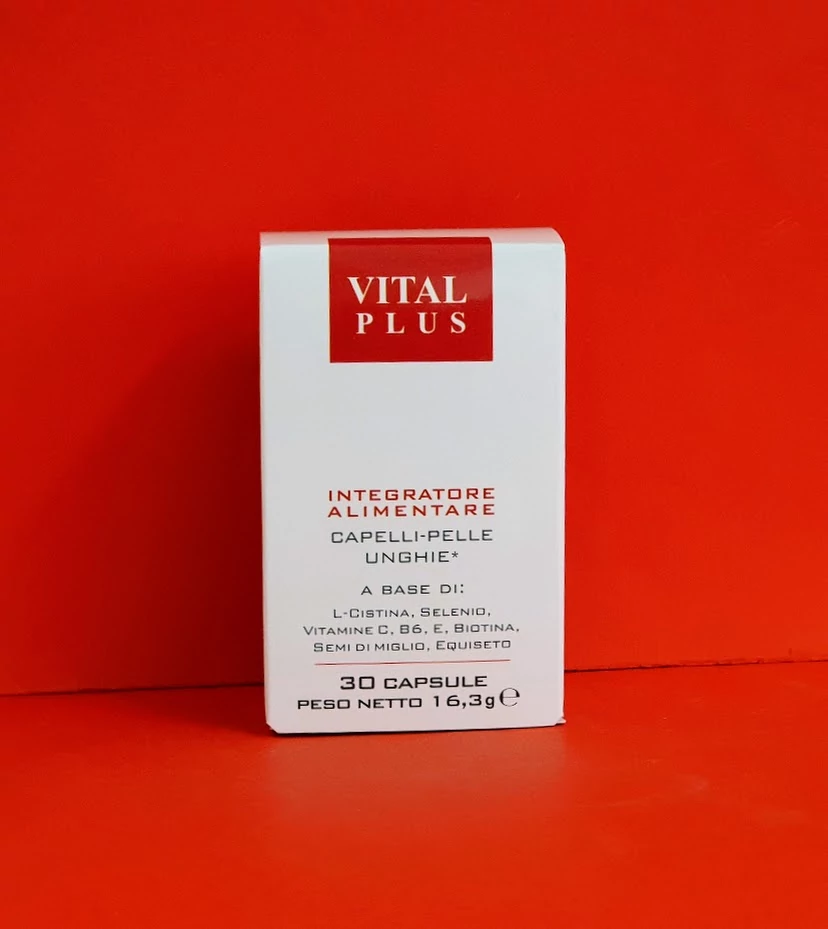 VITAL
PLUS
INTEGRATORE
ALIMENTARE
CAPELLI-PELLE
UNGHIE*
A BASE DI:
L-CISTINA, SELENIO,
VITAMINE C, B6, E, BIOTINA,
SEMI DI MIGLIO, EQUISETO
30 CAPSULE
PESO NETTO 16,3g ℮